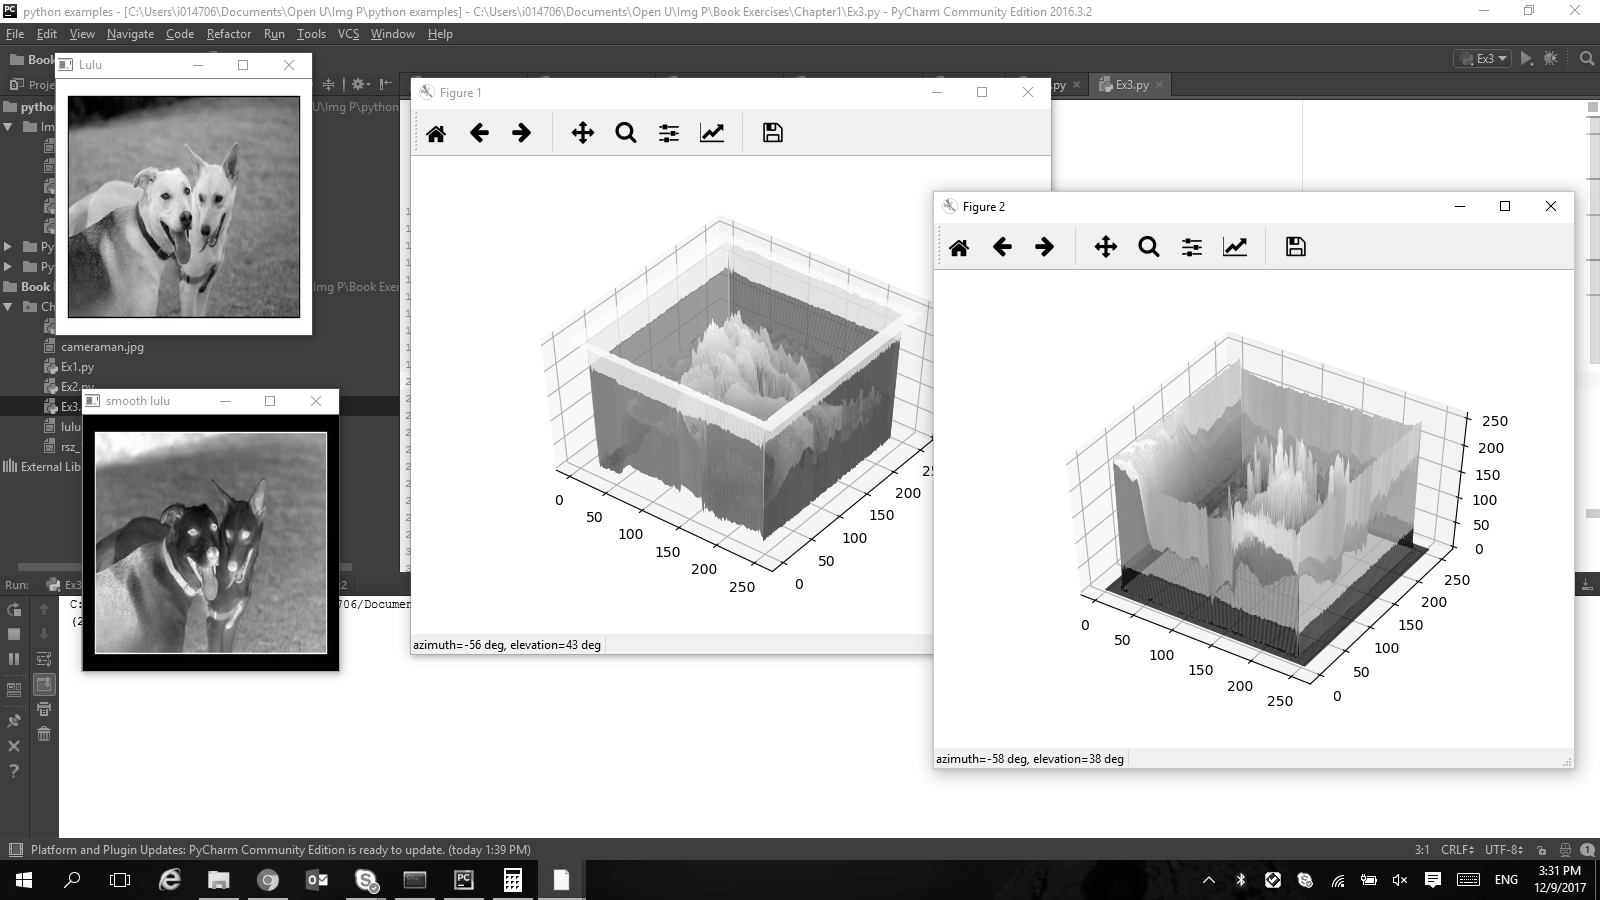 python examples - [C:\Users\i014706\Documents\Open U\Img P\python examples] - C:\Users\i014706\Documents\Open U\Img P\Book Exercises\Chapter1\Ex3.py - PyCharm Community Edition 2016.3.2
File Edit View Navigate Code Refactor Run Tools VCS Window Help
Book
Ex3
Lulu
Proje
.py
Ex3.py
Figure 1
pytho
U\Img P\python
Im
Figure 2
Py
Py
Book
Img P\Book Exer
Ch
cameraman.jpg
Ex1.py
Ex2.py
smooth lulu
Ex3.
lulu
rsz_
External Lib
0
50
100
150
200
250
0
50
100
150
200
0
50
100
150
200
250
0
50
100
150
200
250
0
50
100
150
200
250
Run: Ex3
C:
706/Documen
(2
azimuth=-56 deg, elevation=43 deg
azimuth=-58 deg, elevation=38 deg
Platform and Plugin Updates: PyCharm Community Edition is ready to update. (today 1:39 PM)
3:1 CRLF UTF-8
1
PC
ENG
3:31 PM
12/9/2017